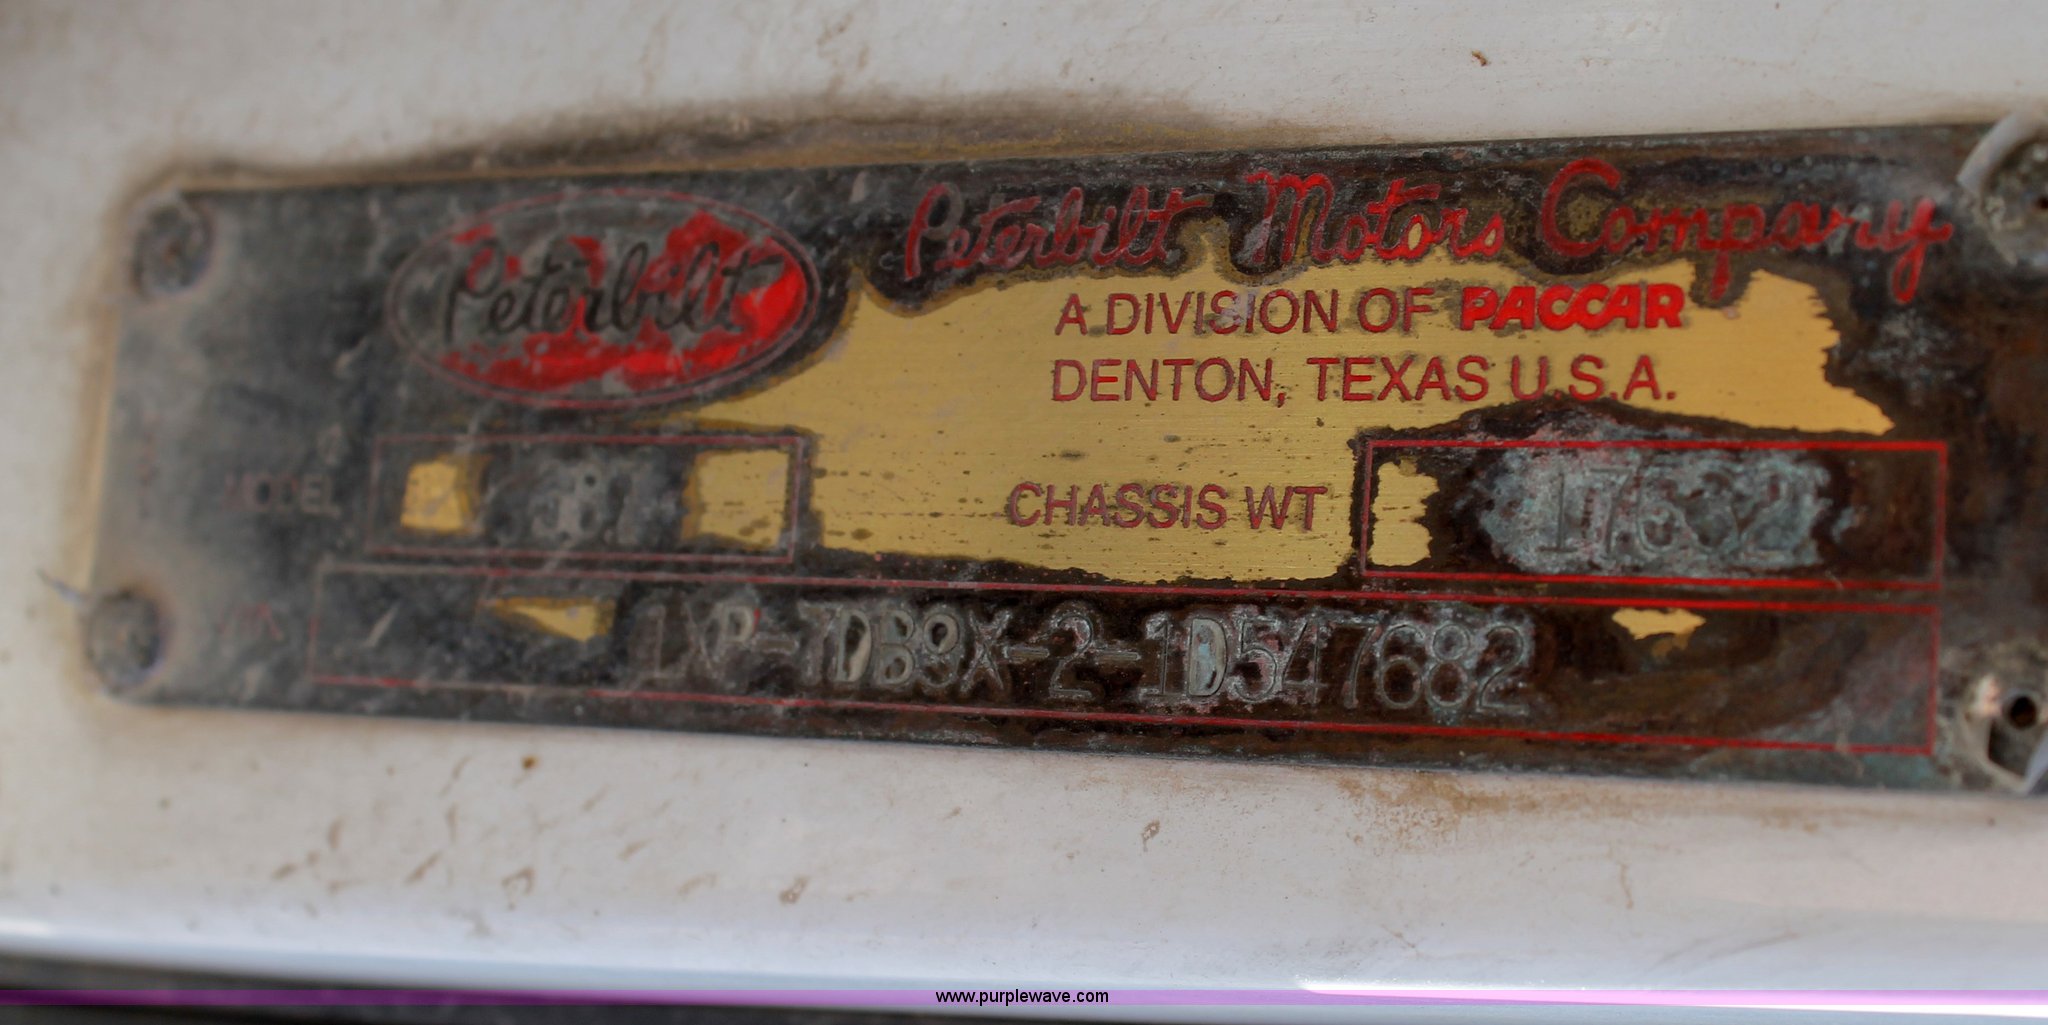 Peterbilt
Peterbilt Motors Company
A DIVISION OF PACCAR
DENTON, TEXAS U.S.A.
MODEL 387
CHASSIS WT
1XP-7DB9X-2-1D547682
www.purplewave.com